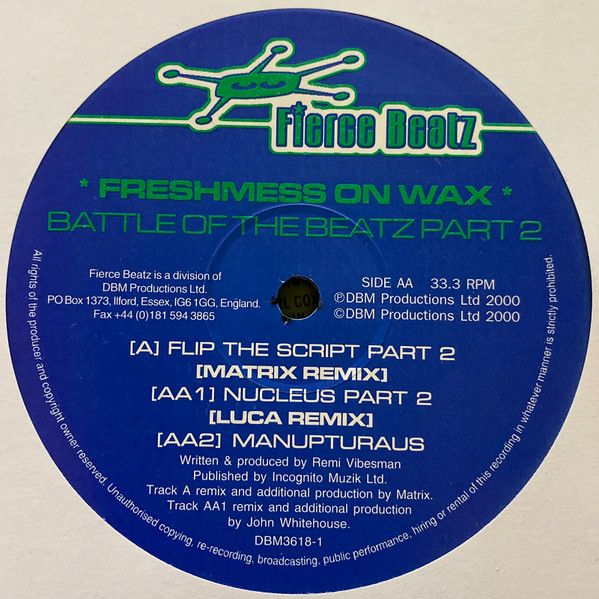 Fierce Beatz
* FRESHMESS ON WAX *
BATTLE OF THE BEATZ PART 2
Fierce Beatz is a division of
DBM Productions Ltd.
PO Box 1373, Ilford, Essex, IG6 1GG, England.
Fax +44 (0)181 594 3865
SIDE AA 33.3 RPM
℗DBM Productions Ltd 2000
©DBM Productions Ltd 2000
[A] FLIP THE SCRIPT PART 2
[MATRIX REMIX]
[AA1] NUCLEUS PART 2
[LUCA REMIX]
[AA2] MANUPTURAUS
Written & produced by Remi Vibesman
Published by Incognito Muzik Ltd.
Track A remix and additional production by Matrix.
Track AA1 remix and additional production
by John Whitehouse.
DBM3618-1
All rights of the producer and copyright owner reserved. Unauthorised copying, re-recording, broadcasting, public performance, hiring or rental of this recording in whatever manner is strictly prohibited.